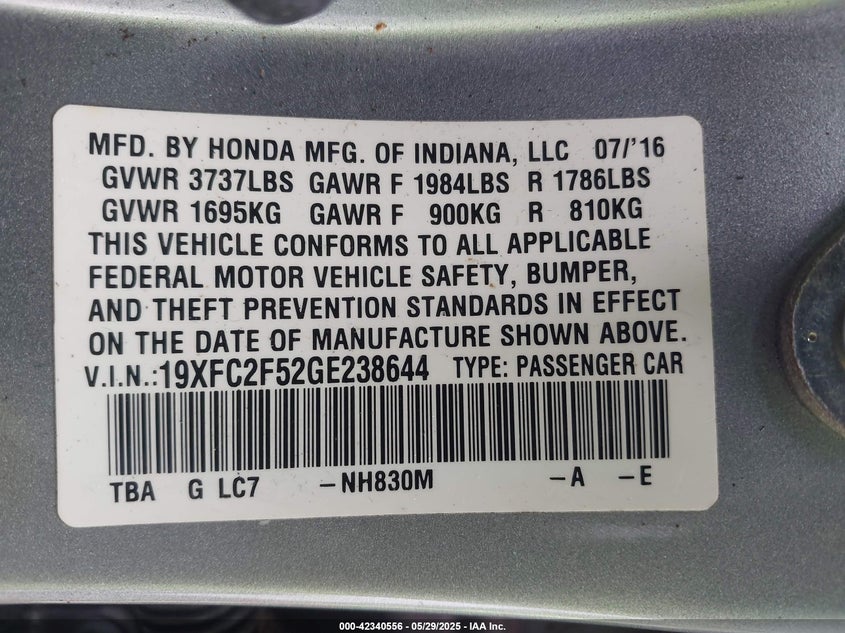 MFD. BY HONDA MFG. OF INDIANA, LLC 07/'16
GVWR 3737LBS GAWR F 1984LBS R 1786LBS
GVWR 1695KG GAWR F 900KG R 810KG
THIS VEHICLE CONFORMS TO ALL APPLICABLE
FEDERAL MOTOR VEHICLE SAFETY, BUMPER,
AND THEFT PREVENTION STANDARDS IN EFFECT
ON THE DATE OF MANUFACTURE SHOWN ABOVE.
V.I.N.:19XFC2F52GE238644 TYPE: PASSENGER CAR
TBA G LC7 -NH830M -A -E
000-42340556 - 05/29/2025 - IAA Inc.